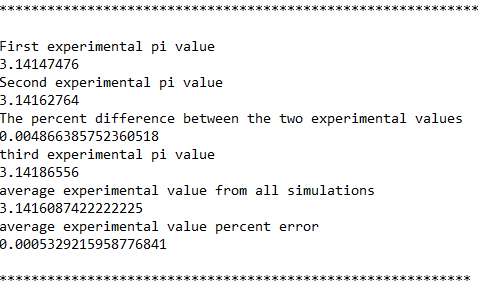 ************************************************************
First experimental pi value
3.14147476
Second experimental pi value
3.14162764
The percent difference between the two experimental values
0.004866385752360518
third experimental pi value
3.14186556
average experimental value from all simulations
3.1416087422222225
average experimental value percent error
0.0005329215958776841
***********************************************************